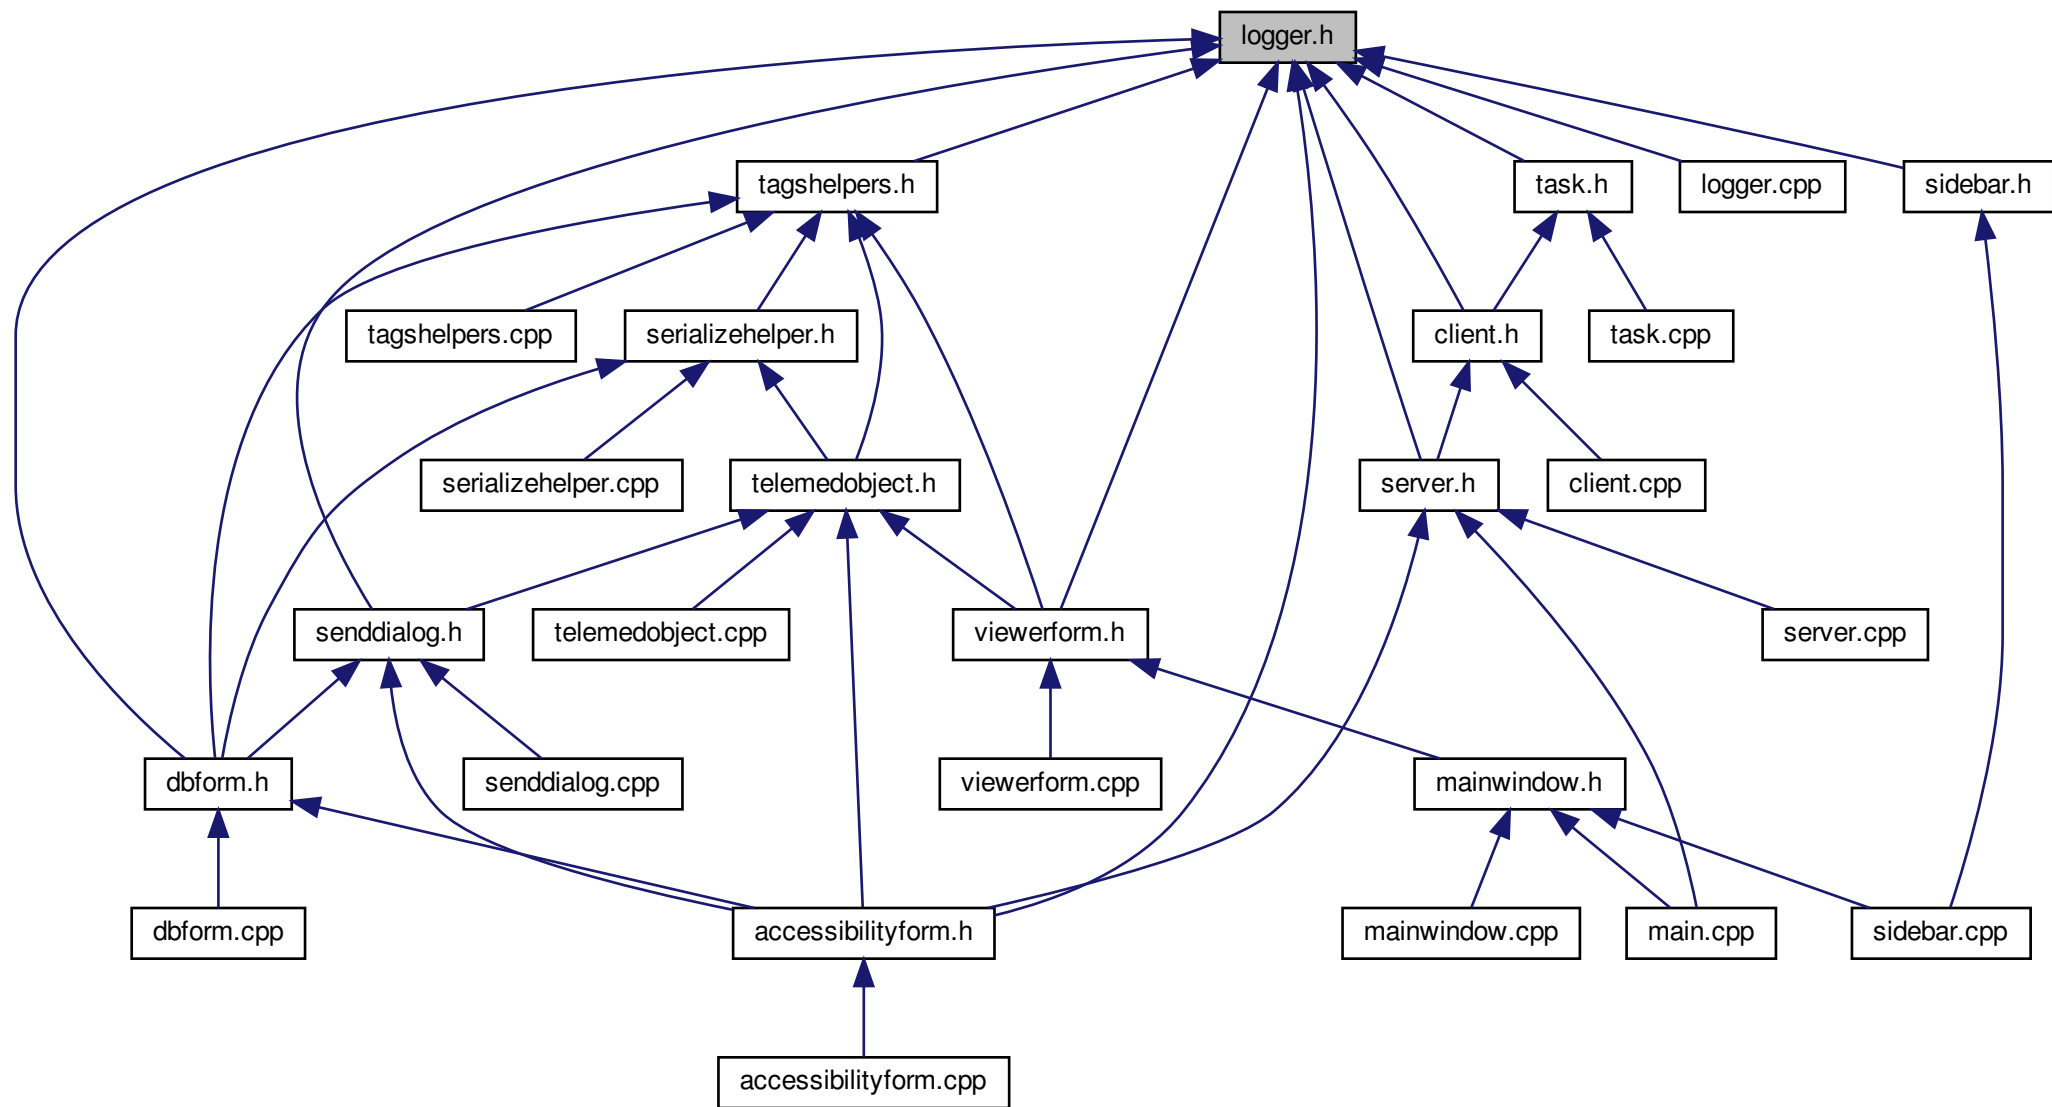 logger.h
tagshelpers.h
task.h
logger.cpp
sidebar.h
tagshelpers.cpp
serializehelper.h
client.h
task.cpp
serializehelper.cpp
telemedobject.h
server.h
client.cpp
senddialog.h
telemedobject.cpp
viewerform.h
server.cpp
dbform.h
senddialog.cpp
viewerform.cpp
mainwindow.h
dbform.cpp
accessibilityform.h
mainwindow.cpp
main.cpp
sidebar.cpp
accessibilityform.cpp